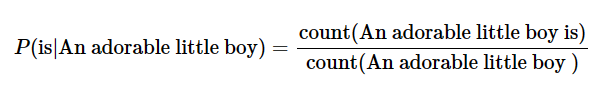 P(is|An adorable little boy) = count(An adorable little boy is) / count(An adorable little boy )